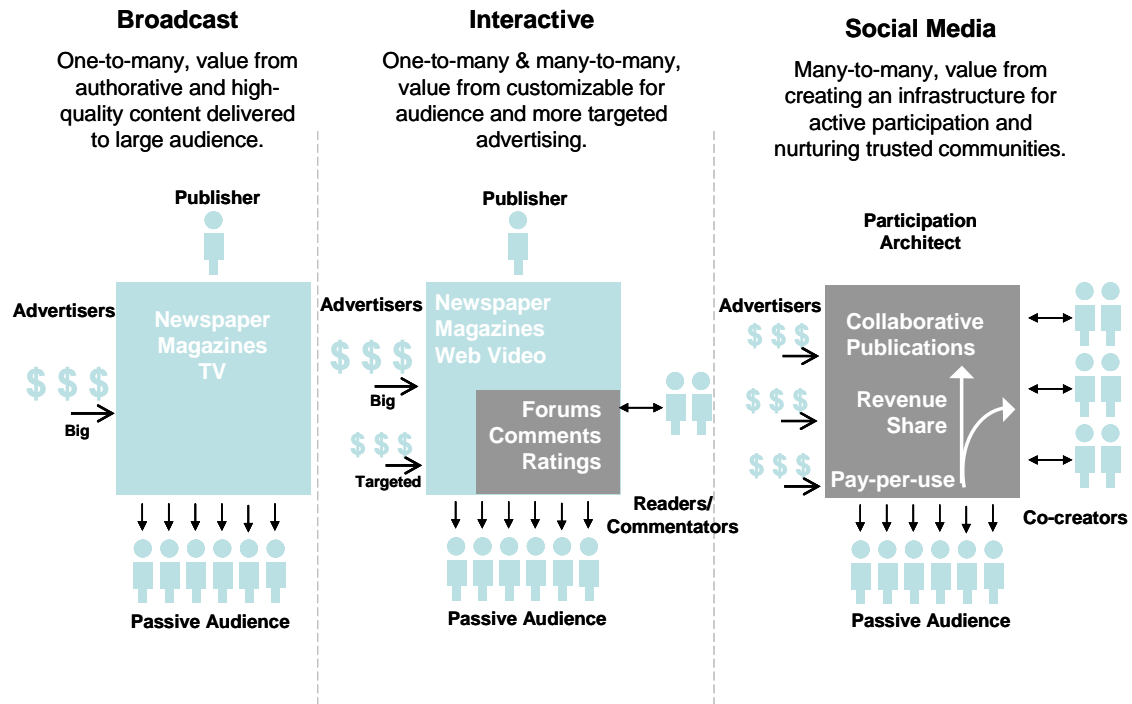 Broadcast
One-to-many, value from
authorative and high-
quality content delivered
to large audience.
Publisher
Advertisers
Newspaper
Magazines
TV
$ $ $
Big
Passive Audience
Interactive
One-to-many & many-to-many,
value from customizable for
audience and more targeted
advertising.
Publisher
Advertisers
Newspaper
Magazines
Web Video
$ $ $
Big
Forums
Comments
Ratings
$ $ $
Targeted
Readers/
Commentators
Passive Audience
Social Media
Many-to-many, value from
creating an infrastructure for
active participation and
nurturing trusted communities.
Participation
Architect
Advertisers
$ $ $
Collaborative
Publications
$ $ $
Revenue
Share
$ $ $
Pay-per-use
Co-creators
Passive Audience